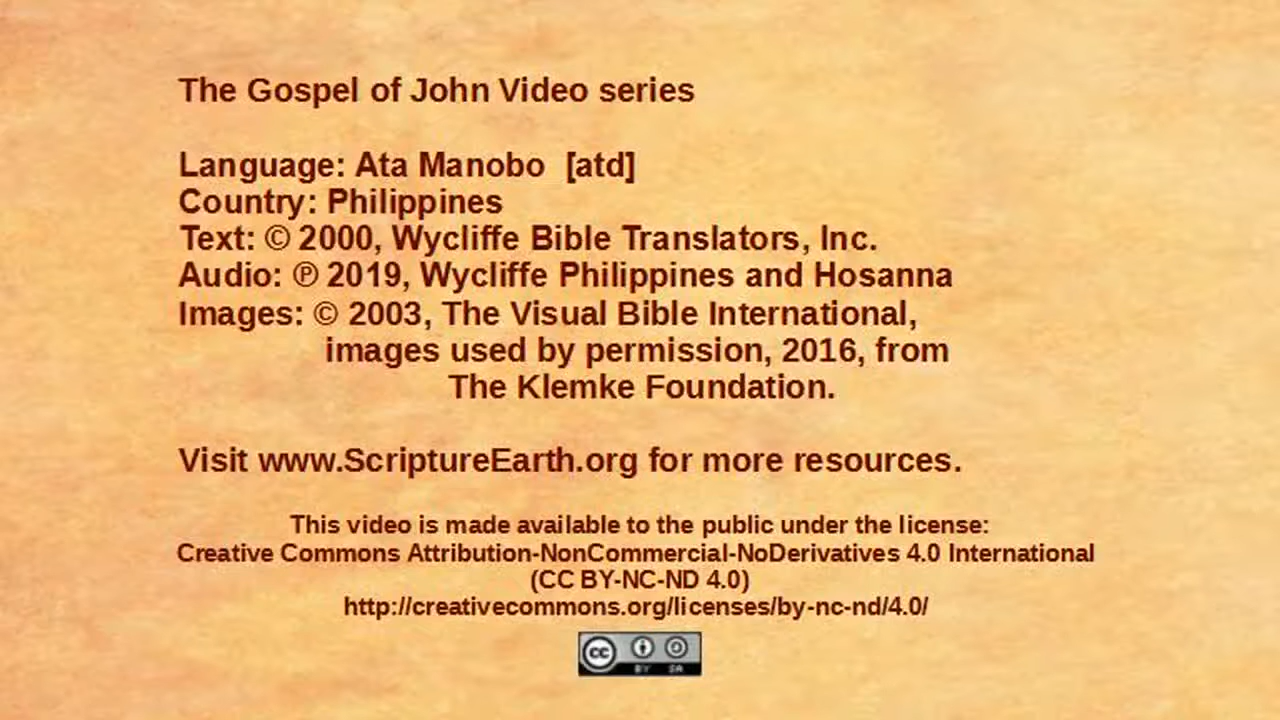 The Gospel of John Video series
Language: Ata Manobo [atd]
Country: Philippines
Text: © 2000, Wycliffe Bible Translators, Inc.
Audio: ℗ 2019, Wycliffe Philippines and Hosanna
Images: © 2003, The Visual Bible International,
images used by permission, 2016, from
The Klemke Foundation.
Visit www.ScriptureEarth.org for more resources.
This video is made available to the public under the license:
Creative Commons Attribution-NonCommercial-NoDerivatives 4.0 International
(CC BY-NC-ND 4.0)
http://creativecommons.org/licenses/by-nc-nd/4.0/
cc BY SA